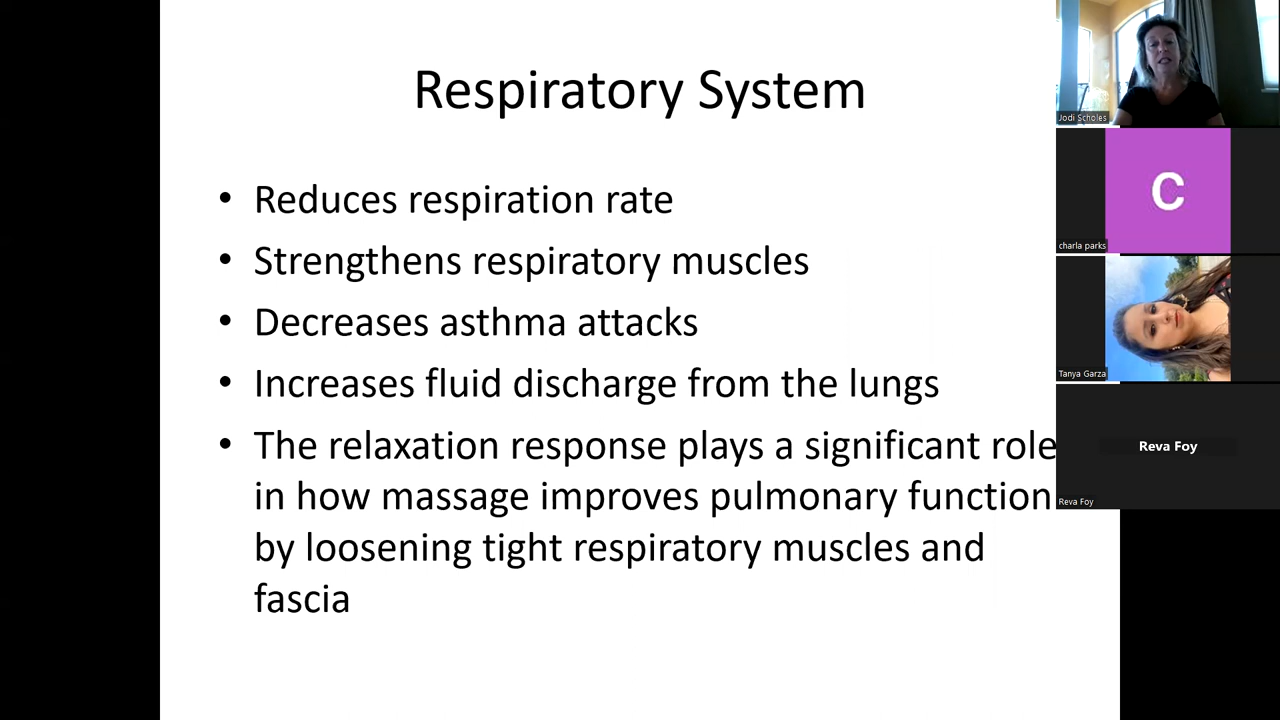 Respiratory System
• Reduces respiration rate
• Strengthens respiratory muscles
• Decreases asthma attacks
• Increases fluid discharge from the lungs
• The relaxation response plays a significant role
in how massage improves pulmonary function
by loosening tight respiratory muscles and
fascia
Jodi Scholes
C
charla parks
Tanya Garza
Reva Foy
Reva Foy